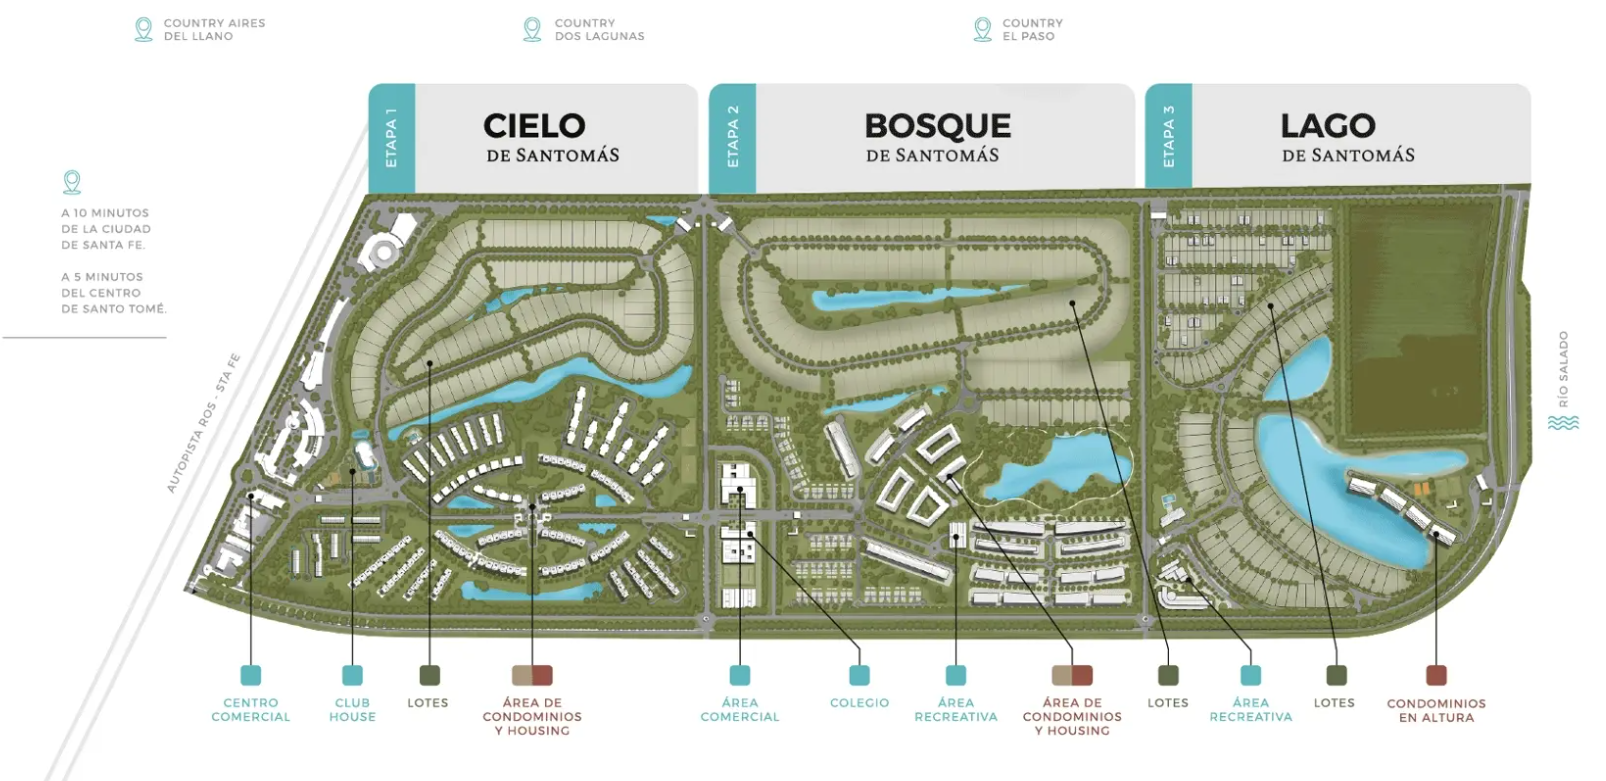 COUNTRY AIRES
DEL LLANO
COUNTRY
DOS LAGUNAS
COUNTRY
EL PASO
ETAPA 1
CIELO
DE SANTOMÁS
ETAPA 2
BOSQUE
DE SANTOMÁS
ETAPA 3
LAGO
DE SANTOMÁS
A 10 MINUTOS
DE LA CIUDAD
DE SANTA FE.
A 5 MINUTOS
DEL CENTRO
DE SANTO TOMÉ.
AUTOPISTA ROS - STA FE
RÍO SALADO
CENTRO
COMERCIAL
CLUB
HOUSE
LOTES
ÁREA DE
CONDOMINIOS
Y HOUSING
ÁREA
COMERCIAL
COLEGIO
ÁREA
RECREATIVA
ÁREA DE
CONDOMINIOS
Y HOUSING
LOTES
ÁREA
RECREATIVA
LOTES
CONDOMINIOS
EN ALTURA